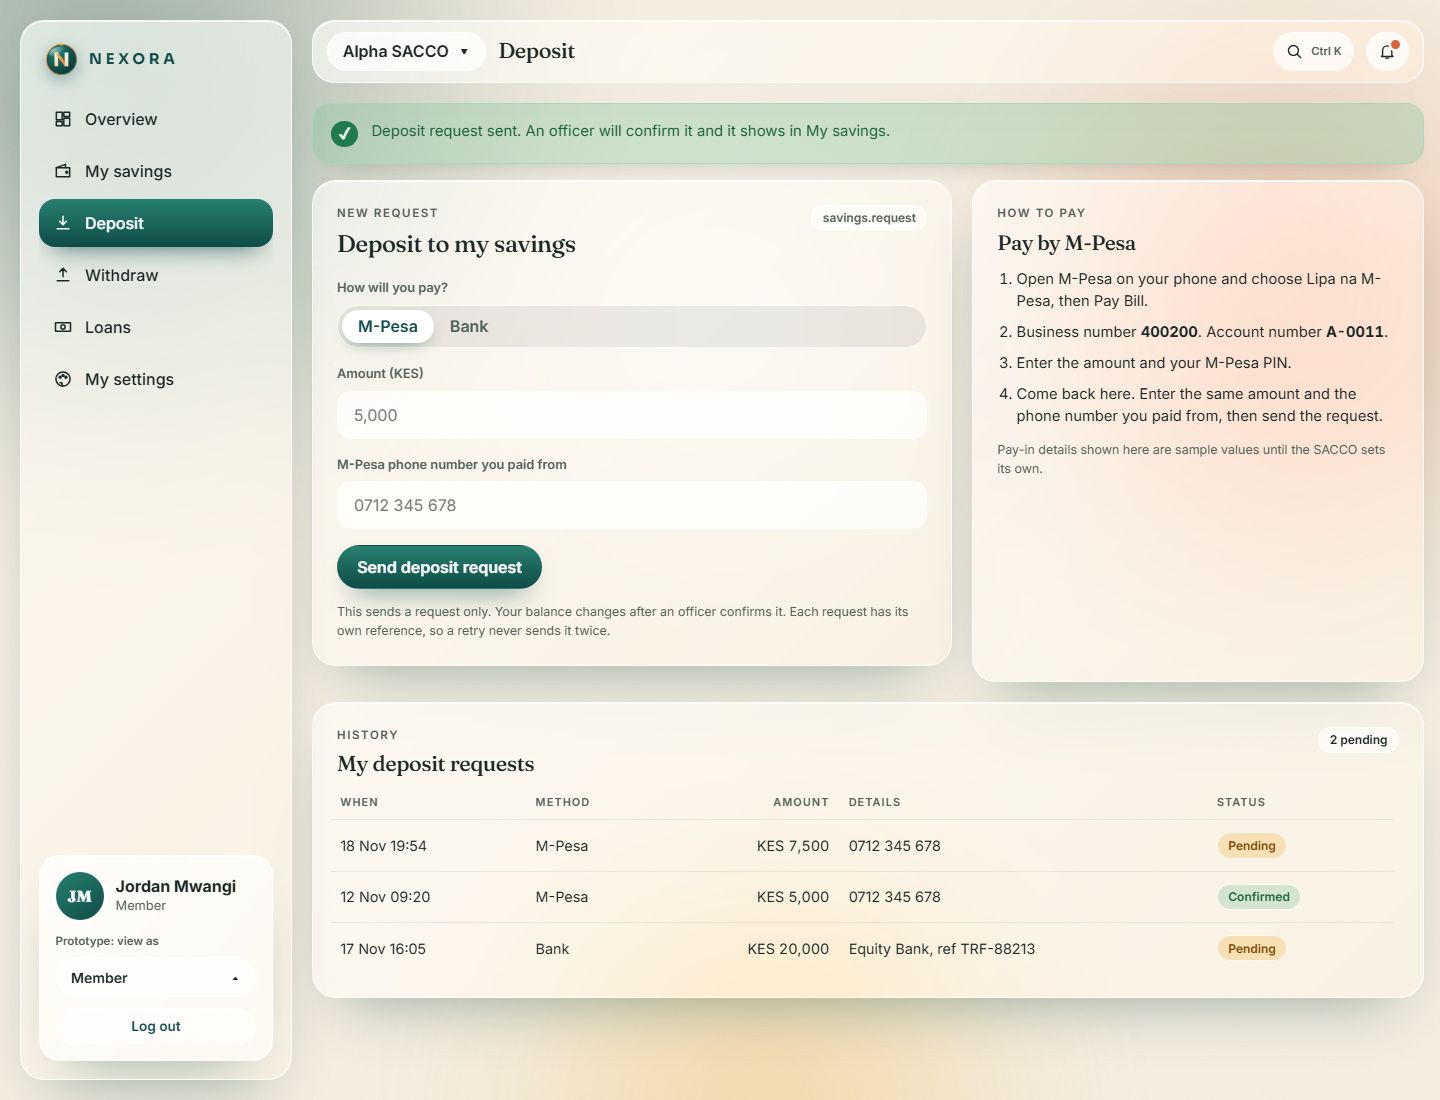 NEXORA
Overview
My savings
Deposit
Withdraw
Loans
My settings
JM
Jordan Mwangi
Member
Prototype: view as
Member
Log out
Alpha SACCO
Deposit
Ctrl K
Deposit request sent. An officer will confirm it and it shows in My savings.
NEW REQUEST
savings.request
Deposit to my savings
How will you pay?
M-Pesa Bank
Amount (KES)
5,000
M-Pesa phone number you paid from
0712 345 678
Send deposit request
This sends a request only. Your balance changes after an officer confirms it. Each request has its
own reference, so a retry never sends it twice.
HOW TO PAY
Pay by M-Pesa
1. Open M-Pesa on your phone and choose Lipa na M-
Pesa, then Pay Bill.
2. Business number 400200. Account number A-0011.
3. Enter the amount and your M-Pesa PIN.
4. Come back here. Enter the same amount and the
phone number you paid from, then send the request.
Pay-in details shown here are sample values until the SACCO sets
its own.
HISTORY
2 pending
My deposit requests
WHEN METHOD AMOUNT DETAILS STATUS
18 Nov 19:54 M-Pesa KES 7,500 0712 345 678 Pending
12 Nov 09:20 M-Pesa KES 5,000 0712 345 678 Confirmed
17 Nov 16:05 Bank KES 20,000 Equity Bank, ref TRF-88213 Pending